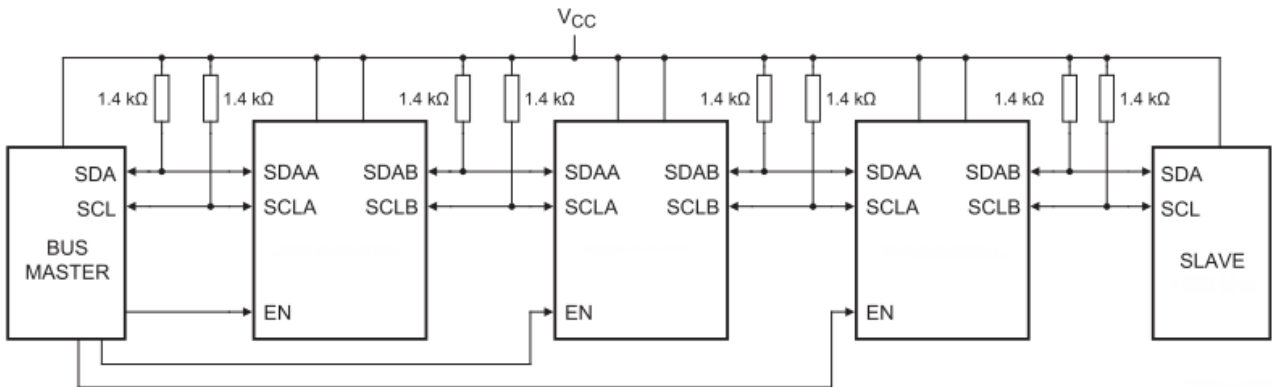 VCC
1.4 kΩ 1.4 kΩ 1.4 kΩ 1.4 kΩ 1.4 kΩ 1.4 kΩ 1.4 kΩ 1.4 kΩ
SDA SDAA SDAB SDAA SDAB SDAA SDAB SDA
SCL SCLA SCLB SCLA SCLB SCLA SCLB SCL
BUS
MASTER
SLAVE
EN EN EN